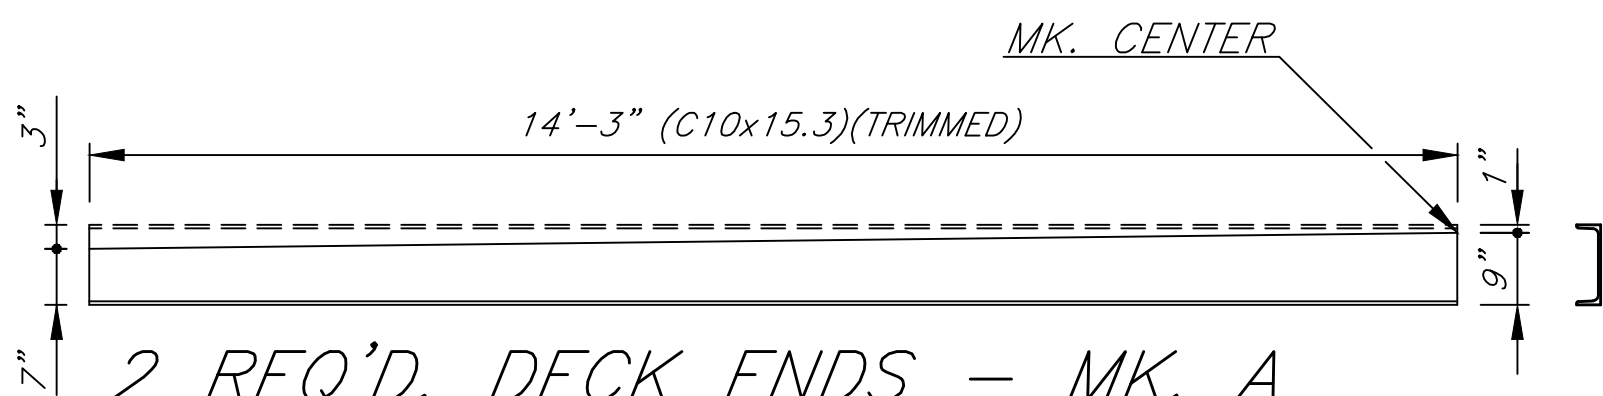 MK. CENTER
14'-3" (C10x15.3)(TRIMMED)
3"
1"
9"
7"
2 REQ'D. DECK ENDS - MK. A